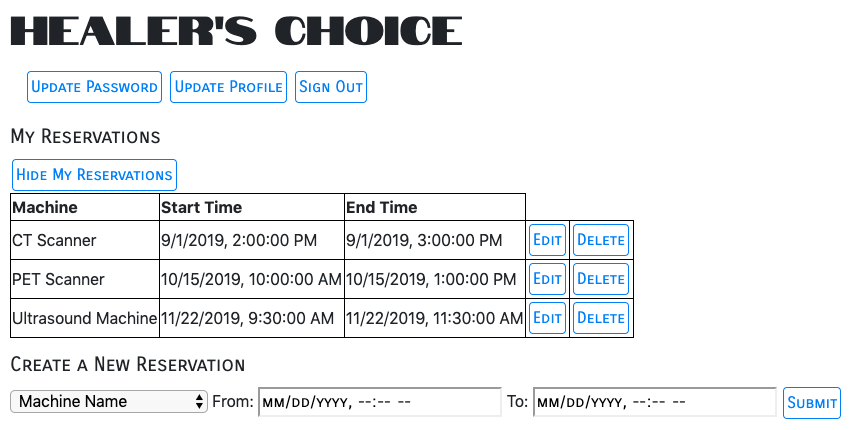 HEALER'S CHOICE
Update Password Update Profile Sign Out
My Reservations
Hide My Reservations
Machine Start Time End Time
CT Scanner 9/1/2019, 2:00:00 PM 9/1/2019, 3:00:00 PM Edit Delete
PET Scanner 10/15/2019, 10:00:00 AM 10/15/2019, 1:00:00 PM Edit Delete
Ultrasound Machine 11/22/2019, 9:30:00 AM 11/22/2019, 11:30:00 AM Edit Delete
Create a New Reservation
Machine Name From: mm/dd/yyyy, --:-- -- To: mm/dd/yyyy, --:-- -- Submit